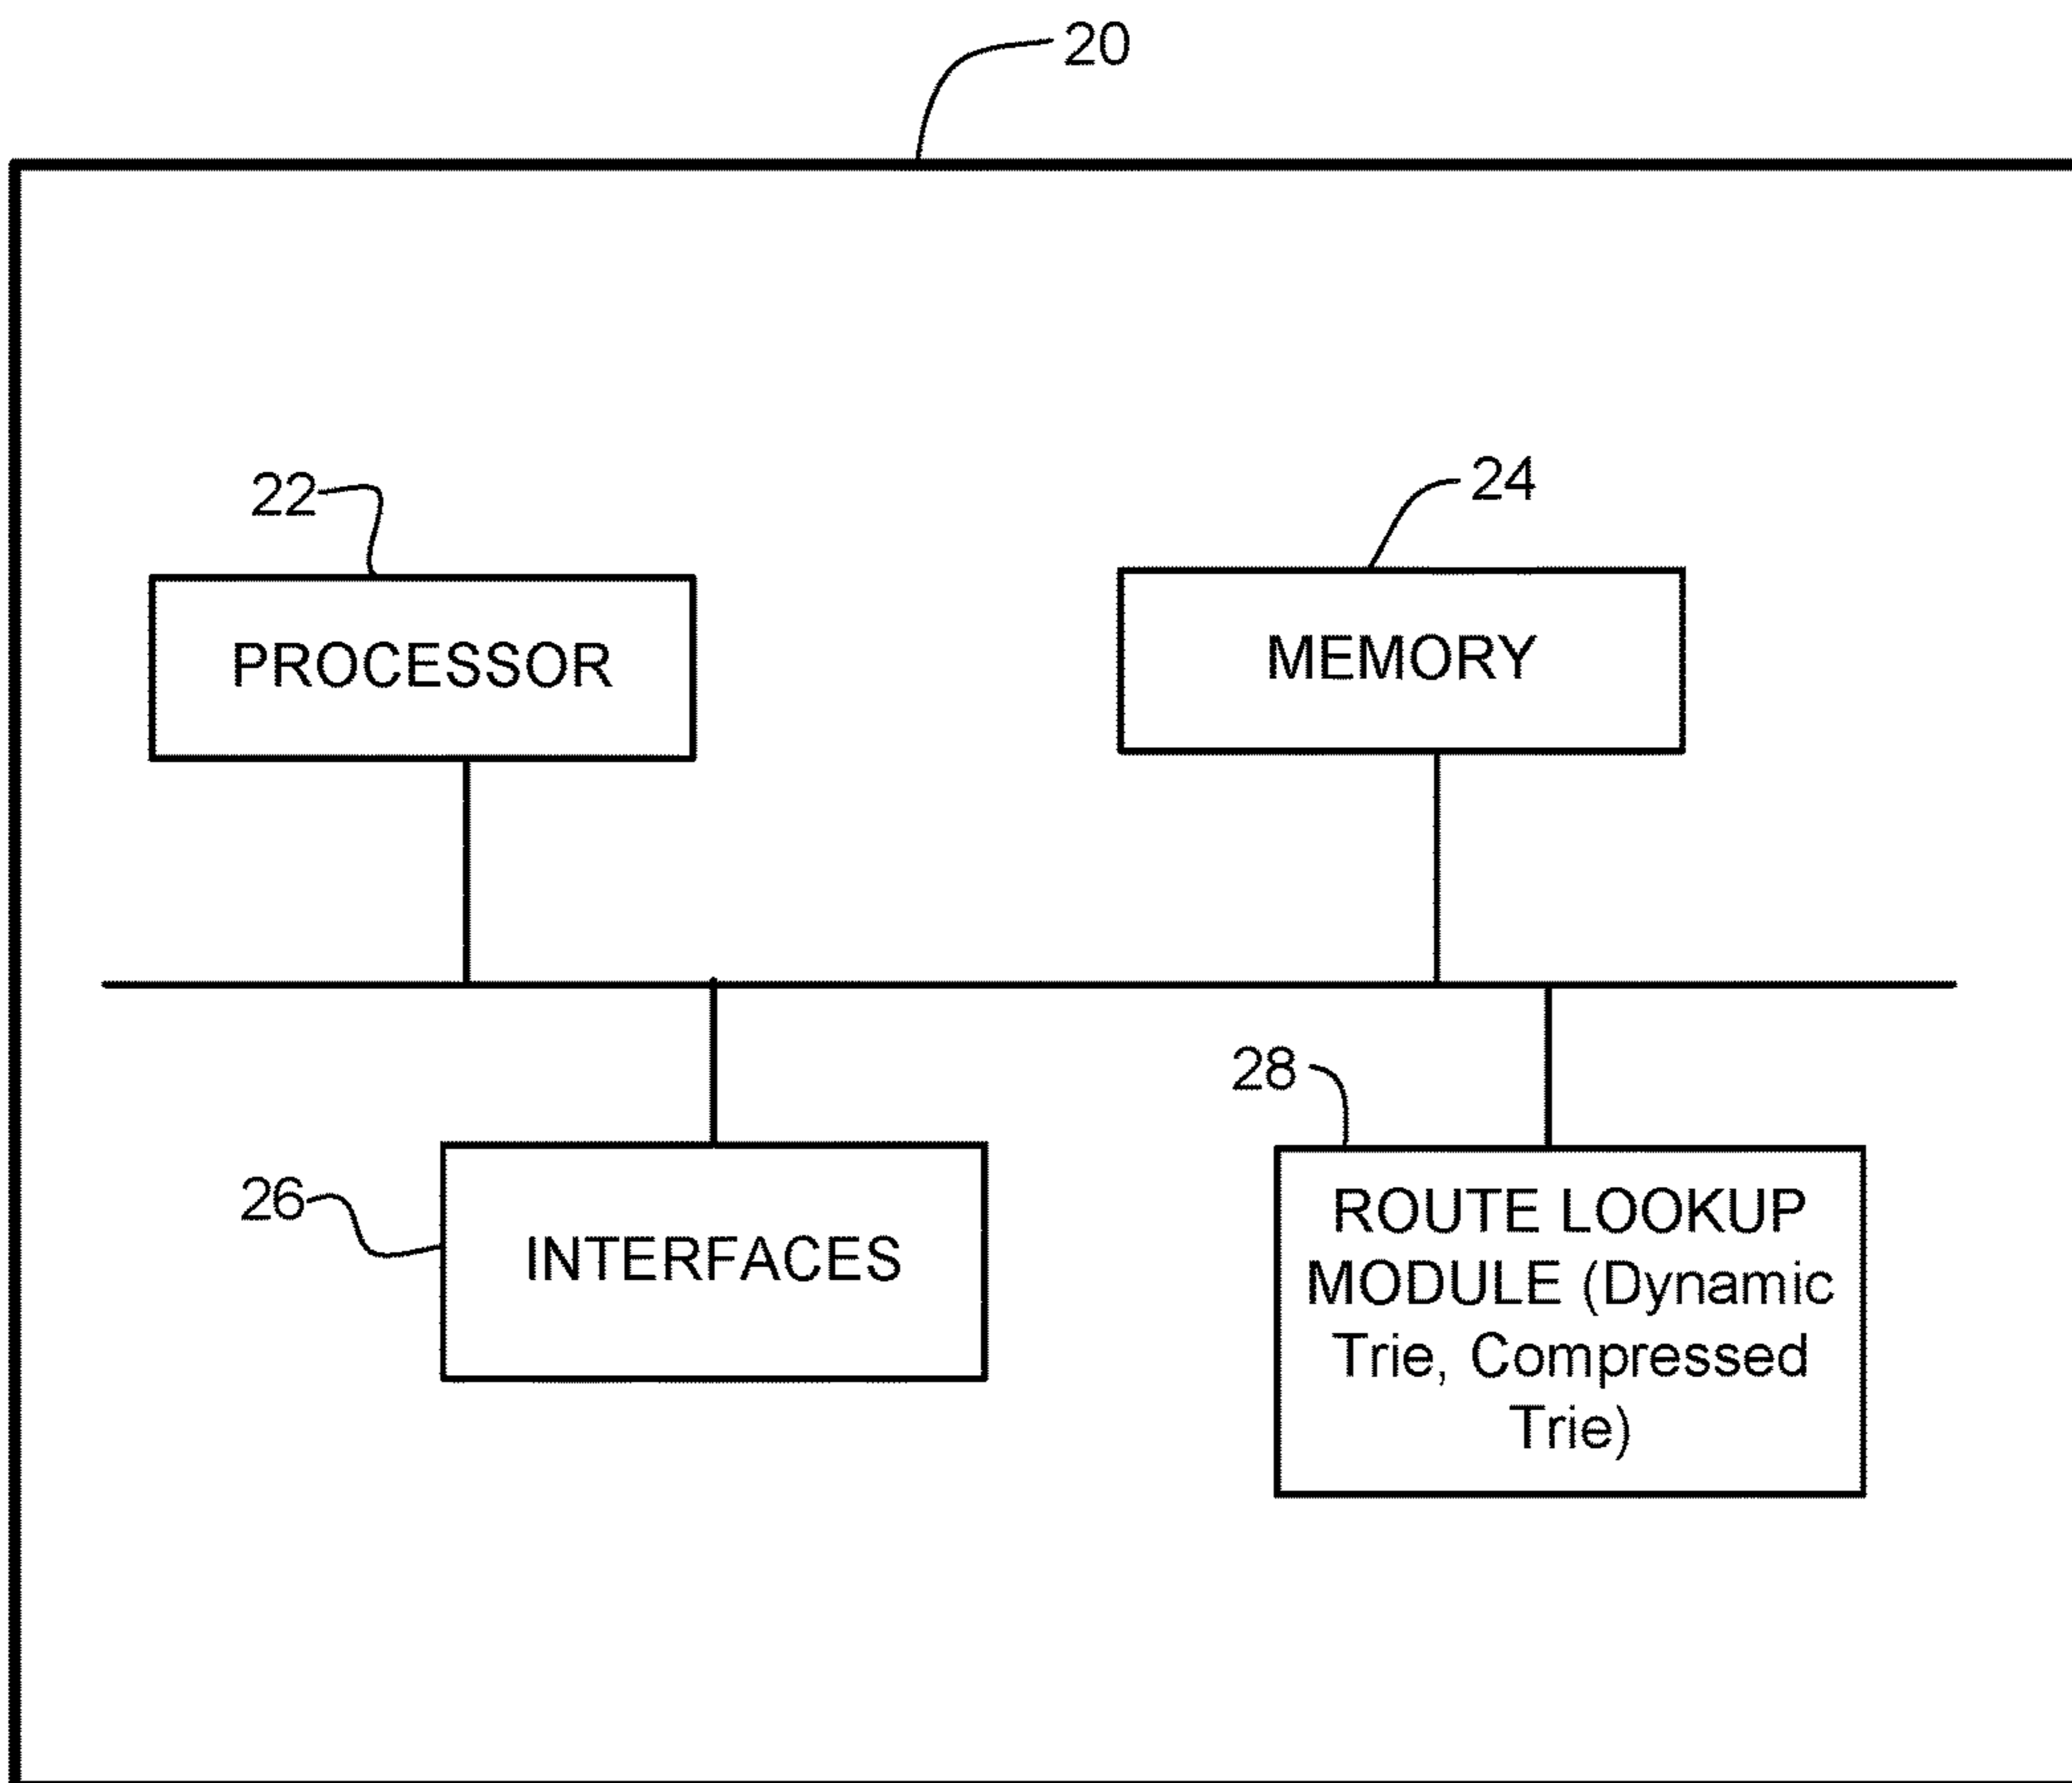 20
22
24
PROCESSOR
MEMORY
28
26
INTERFACES
ROUTE LOOKUP
MODULE (Dynamic
Trie, Compressed
Trie)